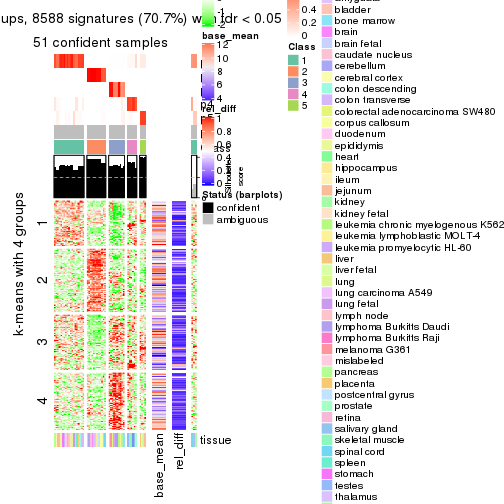 ups, 8588 signatures (70.7%) with fdr < 0.05
51 confident samples
k-means with 4 groups
1
2
3
4
base_mean
rel_diff
tissue
-2
base_mean
12
10
8
6
4
rel_diff
1
0.8
0.6
0.4
0.2
0
Status (barplots)
confident
ambiguous
0.4
0.2
0
Class
1
2
3
4
5
bladder
bone marrow
brain
brain fetal
caudate nucleus
cerebellum
cerebral cortex
colon descending
colon transverse
colorectal adenocarcinoma SW480
corpus callosum
duodenum
epididymis
heart
hippocampus
ileum
jejunum
kidney
kidney fetal
leukemia chronic myelogenous K562
leukemia lymphoblastic MOLT-4
leukemia promyelocytic HL-60
liver
liver fetal
lung
lung carcinoma A549
lung fetal
lymph node
lymphoma Burkitts Daudi
lymphoma Burkitts Raji
melanoma G361
mislabeled
pancreas
placenta
postcentral gyrus
prostate
retina
salivary gland
skeletal muscle
spinal cord
spleen
stomach
testes
thalamus